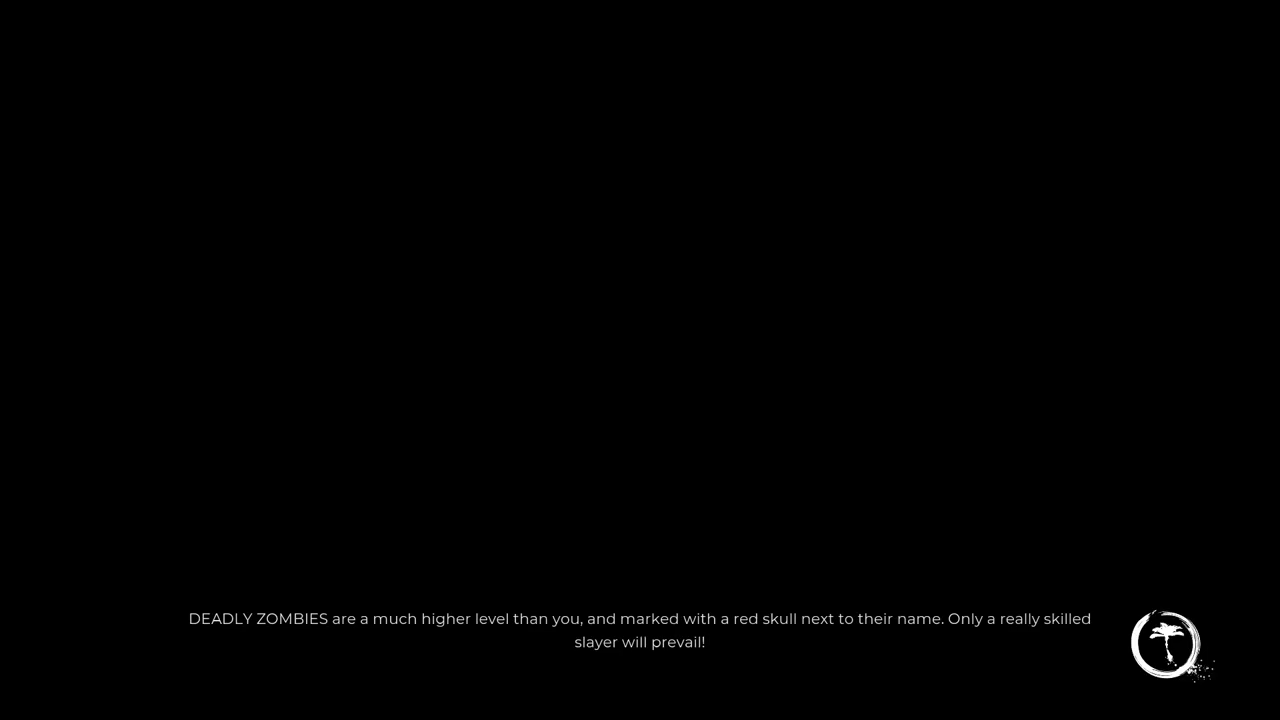 DEADLY ZOMBIES are a much higher level than you, and marked with a red skull next to their name. Only a really skilled
slayer will prevail!